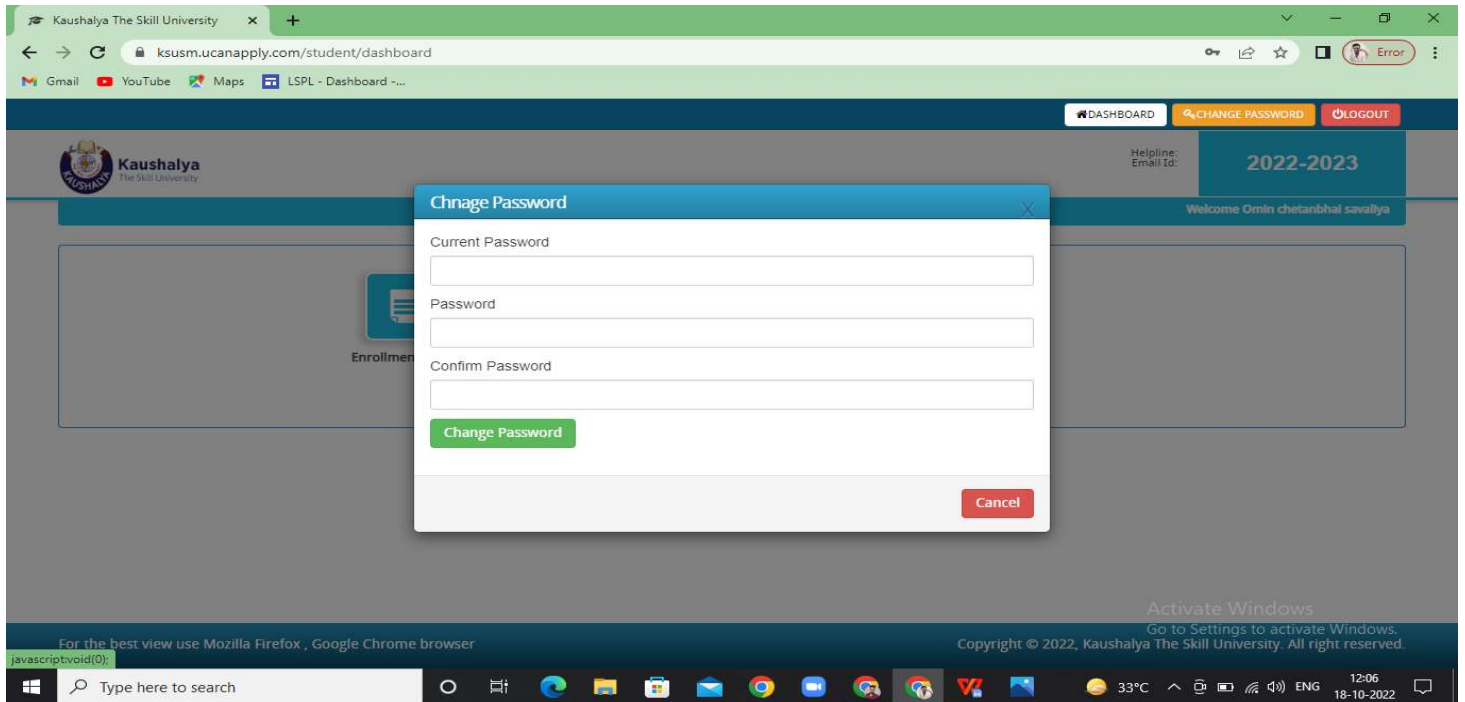 Kaushalya The Skill University
ksusm.ucanapply.com/student/dashboard
Error
Gmail YouTube Maps LSPL - Dashboard -...
DASHBOARD CHANGE PASSWORD LOGOUT
Kaushalya
The Skill University
KAUSHALYA
Helpline:
Email Id:
2022-2023
Welcome Omin chetanbhai savaliya
Chnage Password X
Current Password
Password
Enrollmen
Confirm Password
Change Password
Cancel
Activate Windows
Go to Settings to activate Windows.
For the best view use Mozilla Firefox , Google Chrome browser
Copyright © 2022, Kaushalya The Skill University. All right reserved.
javascript:void(0);
Type here to search
33°C ENG 12:06
18-10-2022